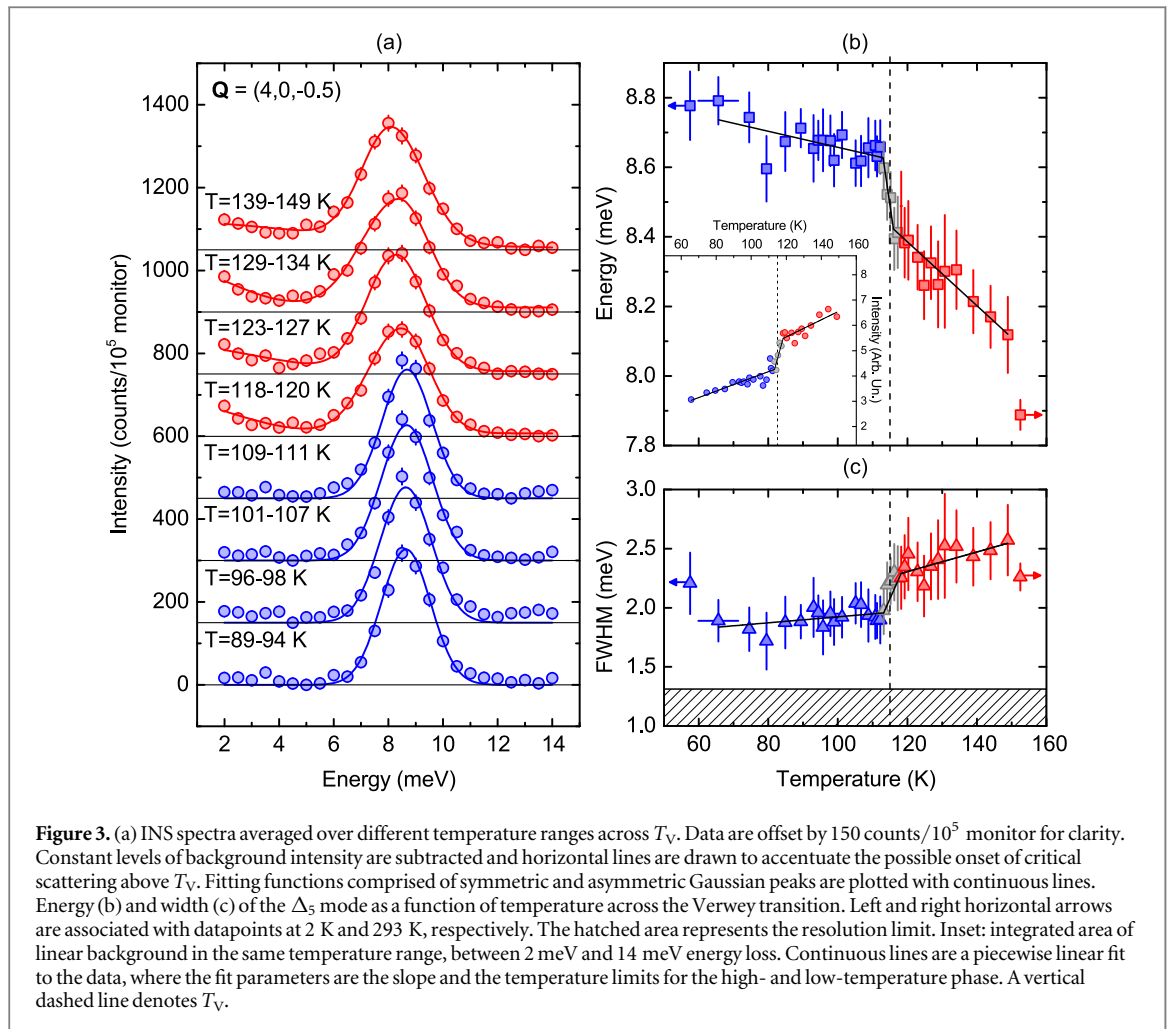 (a)
Q = (4,0,-0.5)
1400
1200
1000
800
600
400
200
0
Intensity (counts/10⁵ monitor)
T=139-149 K
T=129-134 K
T=123-127 K
T=118-120 K
T=109-111 K
T=101-107 K
T=96-98 K
T=89-94 K
2 4 6 8 10 12 14
Energy (meV)
(b)
8.8
8.6
8.4
8.2
8.0
7.8
Energy (meV)
Temperature (K)
60 80 100 120 140 160
8
7
6
5
4
3
2
Intensity (Arb. Un.)
(c)
3.0
2.5
2.0
1.5
1.0
FWHM (meV)
60 80 100 120 140 160
Temperature (K)
Figure 3. (a) INS spectra averaged over different temperature ranges across T_V. Data are offset by 150 counts/10⁵ monitor for clarity.
Constant levels of background intensity are subtracted and horizontal lines are drawn to accentuate the possible onset of critical
scattering above T_V. Fitting functions comprised of symmetric and asymmetric Gaussian peaks are plotted with continuous lines.
Energy (b) and width (c) of the Δ₅ mode as a function of temperature across the Verwey transition. Left and right horizontal arrows
are associated with datapoints at 2 K and 293 K, respectively. The hatched area represents the resolution limit. Inset: integrated area of
linear background in the same temperature range, between 2 meV and 14 meV energy loss. Continuous lines are a piecewise linear fit
to the data, where the fit parameters are the slope and the temperature limits for the high- and low-temperature phase. A vertical
dashed line denotes T_V.